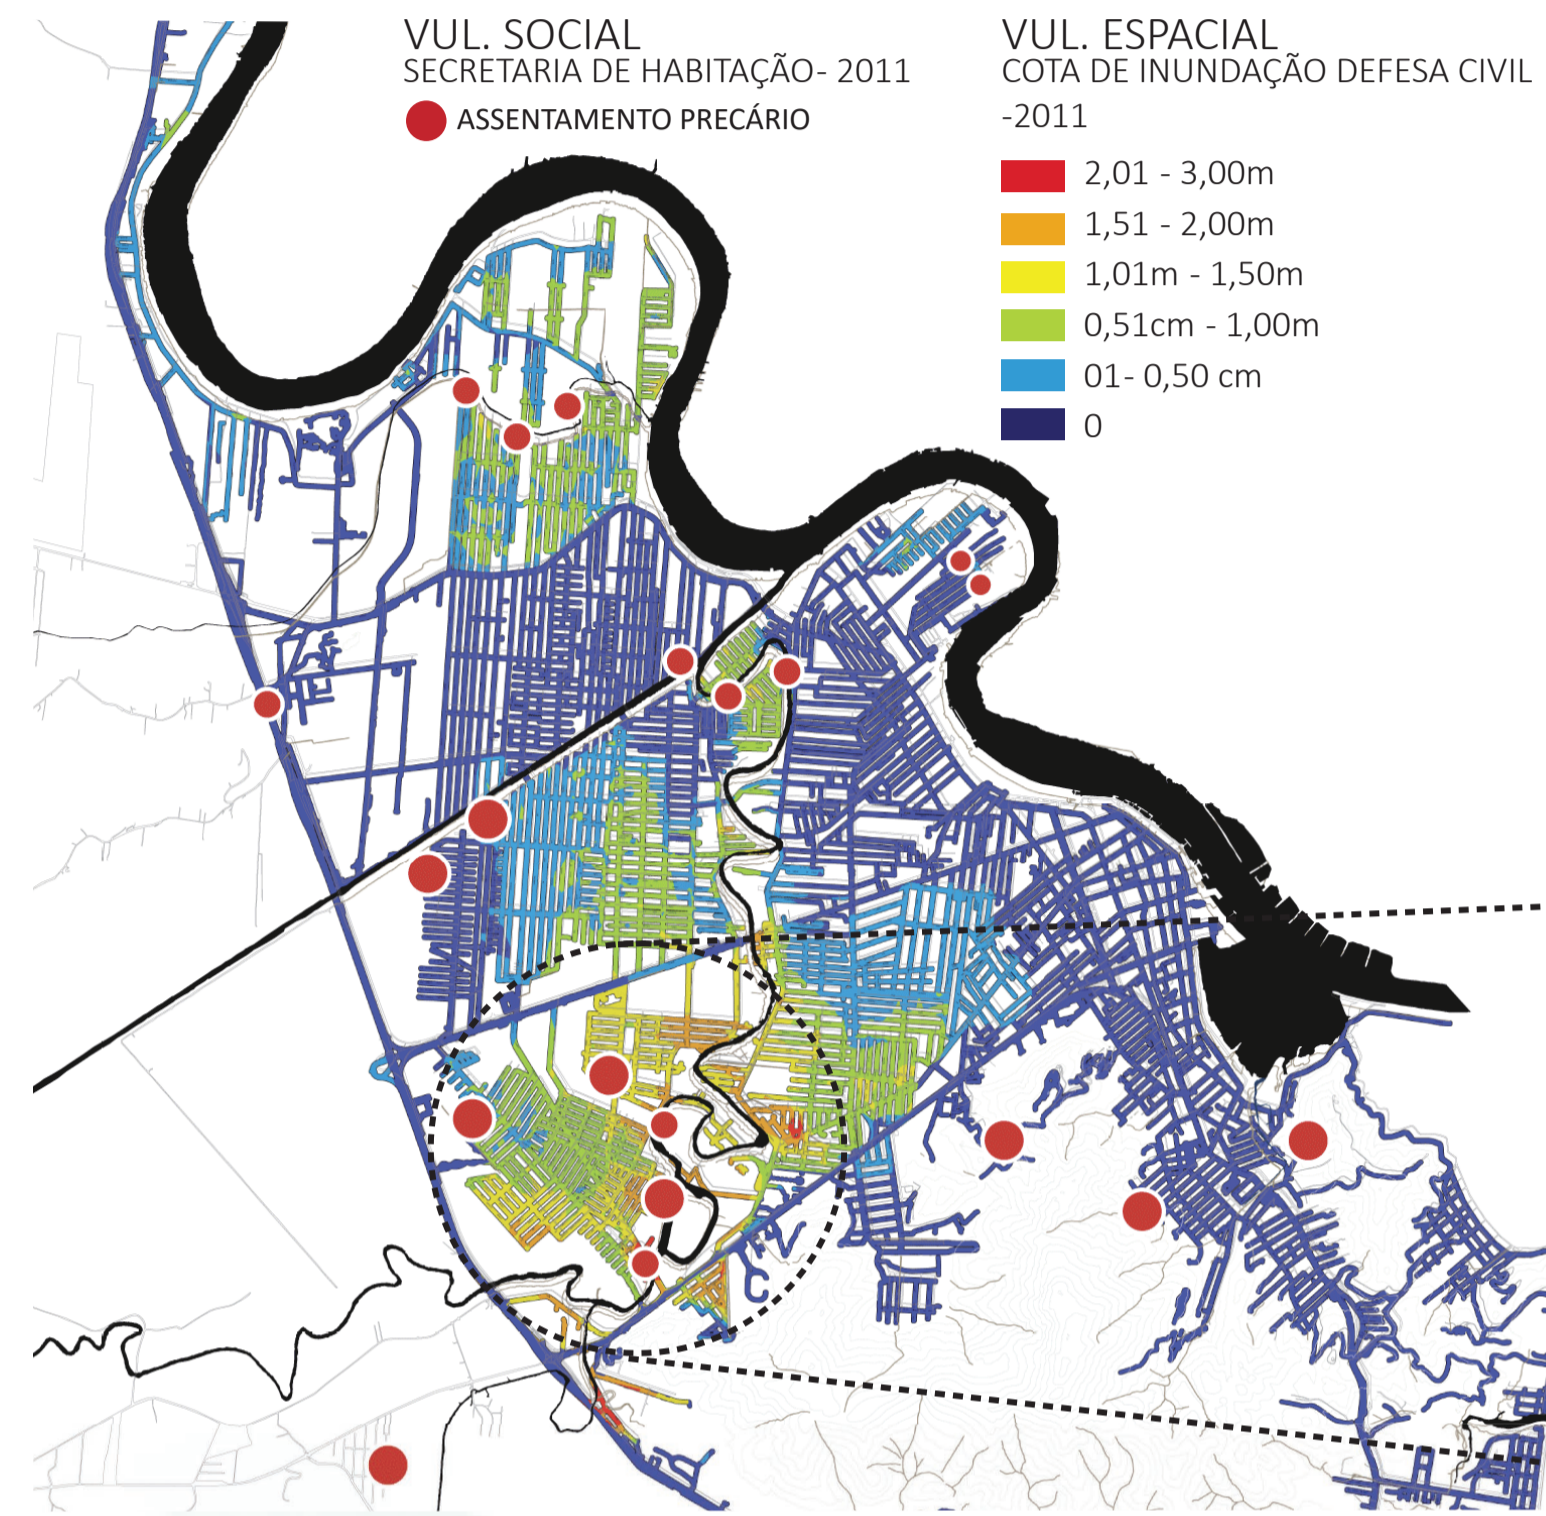 VUL. SOCIAL
SECRETARIA DE HABITAÇÃO- 2011
ASSENTAMENTO PRECÁRIO
VUL. ESPACIAL
COTA DE INUNDAÇÃO DEFESA CIVIL
-2011
2,01 - 3,00m
1,51 - 2,00m
1,01m - 1,50m
0,51cm - 1,00m
01- 0,50 cm
0